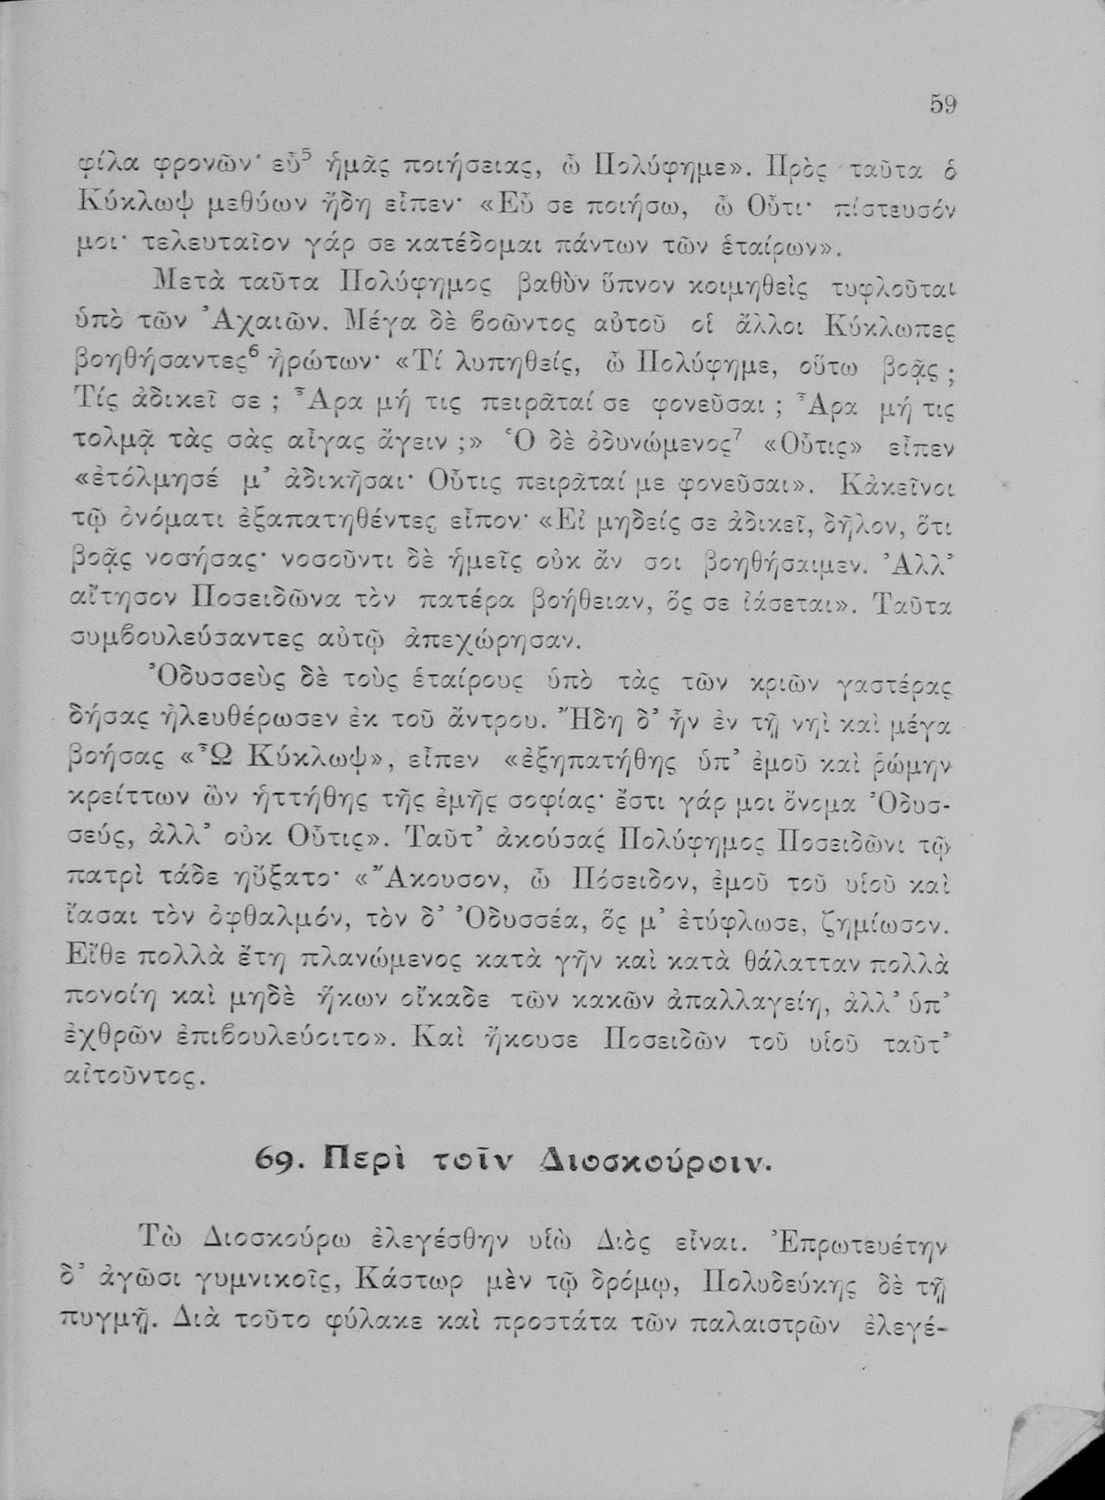 59
φίλα φρονῶν· εὖ⁵ ἡμᾶς ποιήσειας, ὦ Πολύφημε». Πρὸς ταῦτα ὁ
Κύκλωψ μεθύων ἤδη εἶπεν· «Εὖ σε ποιήσω, ὦ Οὖτι· πίστευσόν
μοι· τελευταῖον γάρ σε κατέδομαι πάντων τῶν ἑταίρων».
Μετὰ ταῦτα Πολύφημος βαθὺν ὕπνον κοιμηθεὶς τυφλοῦται
ὑπὸ τῶν Ἀχαιῶν. Μέγα δὲ βοῶντος αὐτοῦ οἱ ἄλλοι Κύκλωπες
βοηθήσαντες⁶ ἠρώτων· «Τί λυπηθείς, ὦ Πολύφημε, οὕτω βοᾷς ;
Τίς ἀδικεῖ σε ; Ἆρα μή τις πειρᾶταί σε φονεῦσαι ; Ἆρα μή τις
τολμᾷ τὰς σὰς αἶγας ἄγειν ;» Ὁ δὲ ὀδυνώμενος⁷ «Οὖτις» εἶπεν
«ἐτόλμησέ μ’ ἀδικῆσαι· Οὖτις πειρᾶταί με φονεῦσαι». Κἀκεῖνοι
τῷ ὀνόματι ἐξαπατηθέντες εἶπον· «Εἰ μηδείς σε ἀδικεῖ, δῆλον, ὅτι
βοᾷς νοσήσας· νοσοῦντι δὲ ἡμεῖς οὐκ ἄν σοι βοηθήσαιμεν. Ἀλλ’
αἴτησον Ποσειδῶνα τὸν πατέρα βοήθειαν, ὅς σε ἰάσεται». Ταῦτα
συμβουλεύσαντες αὐτῷ ἀπεχώρησαν.
Ὀδυσσεὺς δὲ τοὺς ἑταίρους ὑπὸ τὰς τῶν κριῶν γαστέρας
δήσας ἠλευθέρωσεν ἐκ τοῦ ἄντρου. Ἤδη δ’ ἦν ἐν τῇ νηὶ καὶ μέγα
βοήσας «Ὦ Κύκλωψ», εἶπεν «ἐξηπατήθης ὑπ’ ἐμοῦ καὶ ῥώμην
κρείττων ὢν ἡττήθης τῆς ἐμῆς σοφίας· ἔστι γάρ μοι ὄνομα Ὀδυσ-
σεύς, ἀλλ’ οὐκ Οὖτις». Ταῦτ’ ἀκούσας Πολύφημος Ποσειδῶνι τῷ
πατρὶ τάδε ηὔξατο· «Ἄκουσον, ὦ Πόσειδον, ἐμοῦ τοῦ υἱοῦ καὶ
ἴασαι τὸν ὀφθαλμόν, τὸν δ’ Ὀδυσσέα, ὅς μ’ ἐτύφλωσε, ζημίωσον.
Εἴθε πολλὰ ἔτη πλανώμενος κατὰ γῆν καὶ κατὰ θάλατταν πολλὰ
πονοίη καὶ μηδὲ ἥκων οἴκαδε τῶν κακῶν ἀπαλλαγείη, ἀλλ’ ὑπ’
ἐχθρῶν ἐπιβουλεύοιτο». Καὶ ἤκουσε Ποσειδῶν τοῦ υἱοῦ ταῦτ’
αἰτοῦντος.
69. Περὶ τοῖν Διοσκούροιν.
Τὼ Διοσκούρω ἐλεγέσθην υἱὼ Διὸς εἶναι. Ἐπρωτευέτην
δ’ ἀγῶσι γυμνικοῖς, Κάστωρ μὲν τῷ δρόμῳ, Πολυδεύκης δὲ τῇ
πυγμῇ. Διὰ τοῦτο φύλακε καὶ προστάτα τῶν παλαιστρῶν ἐλεγέ-